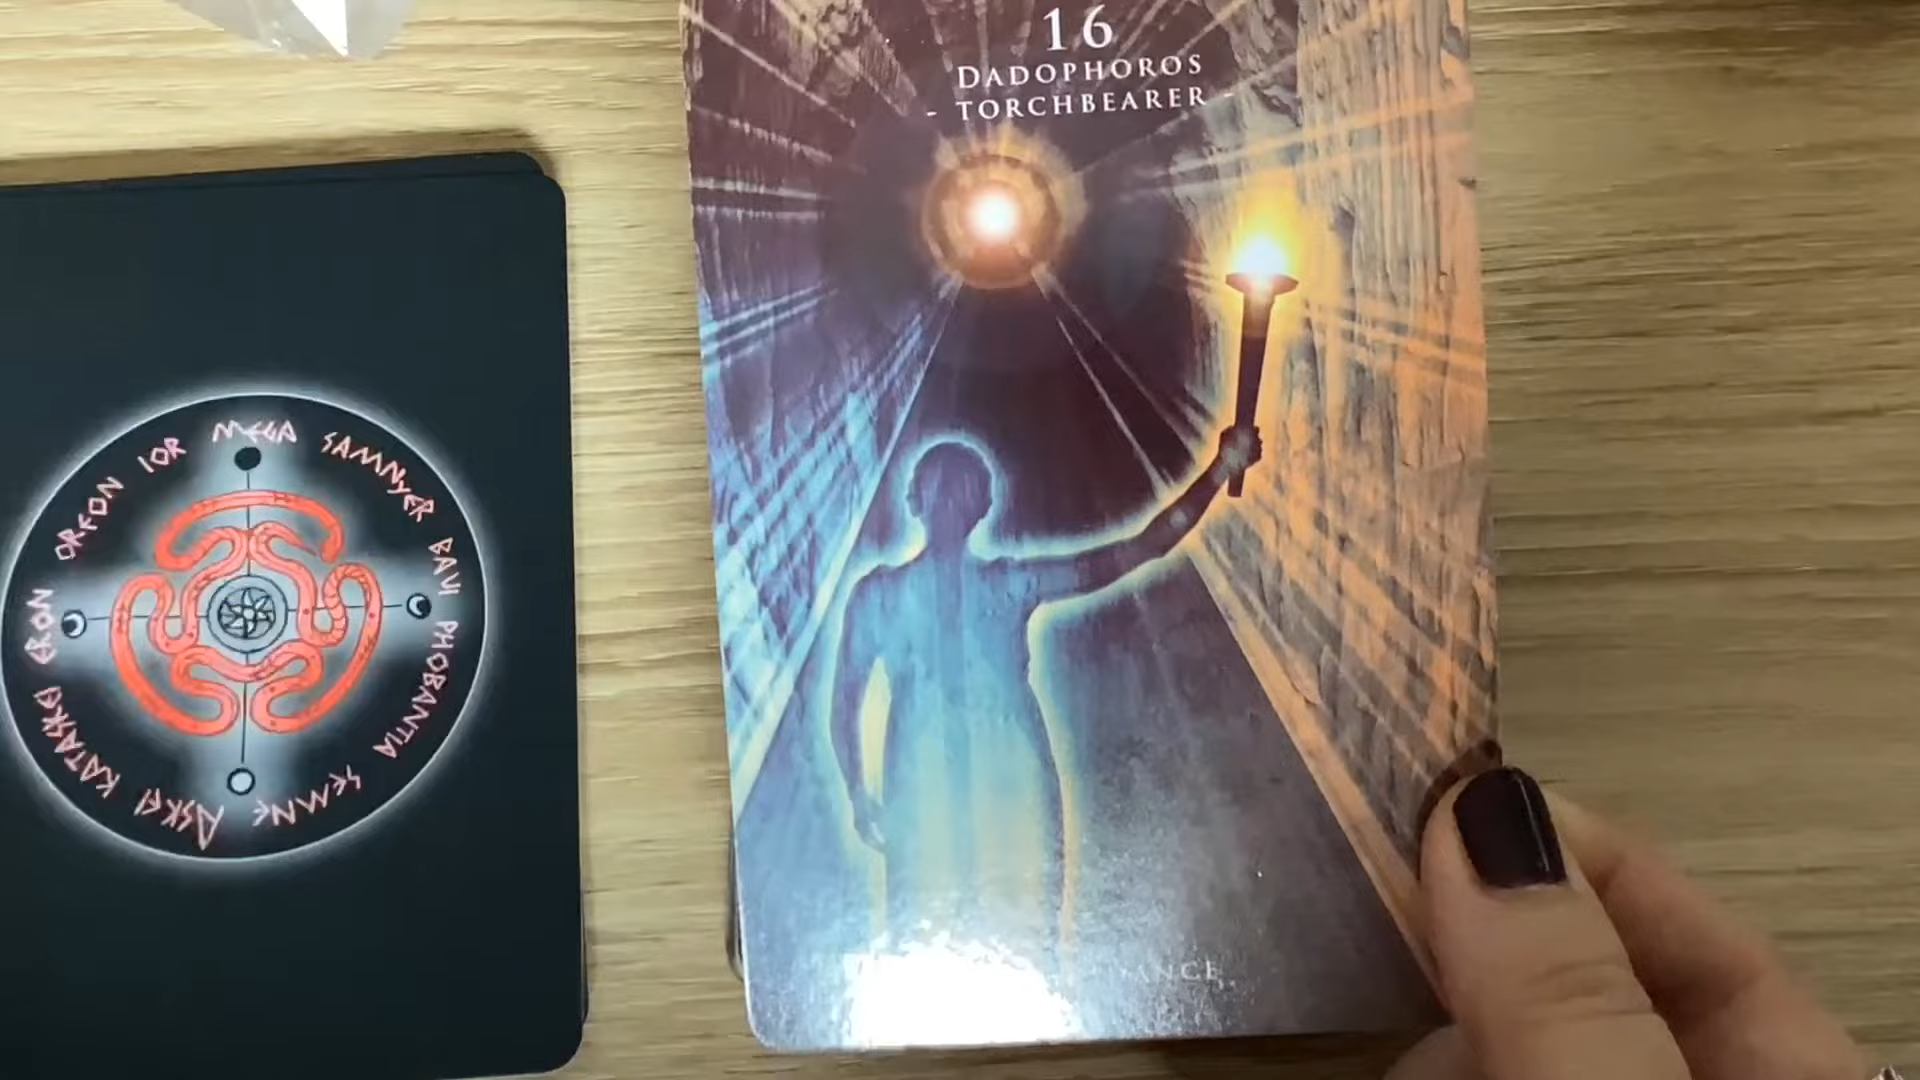 16
DADOPHOROS
- TORCHBEARER -
ASKEI KATASKEI ERON OREON IOR MEGA SAMNYER BAUI PHOBANTIA SEMNE